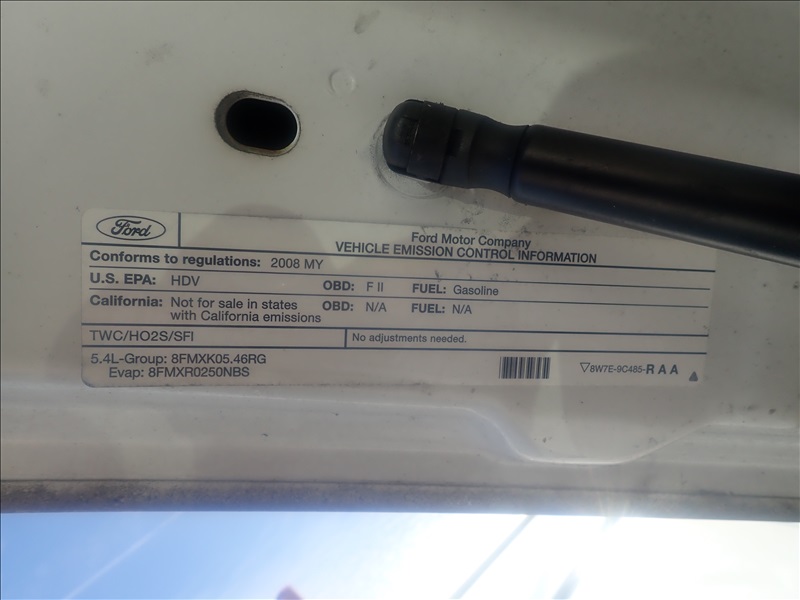 Ford
Ford Motor Company
VEHICLE EMISSION CONTROL INFORMATION
Conforms to regulations: 2008 MY
U.S. EPA: HDV OBD: F II FUEL: Gasoline
California: Not for sale in states with California emissions OBD: N/A FUEL: N/A
TWC/HO2S/SFI No adjustments needed.
5.4L-Group: 8FMXK05.46RG
Evap: 8FMXR0250NBS
8W7E-9C485-RAA